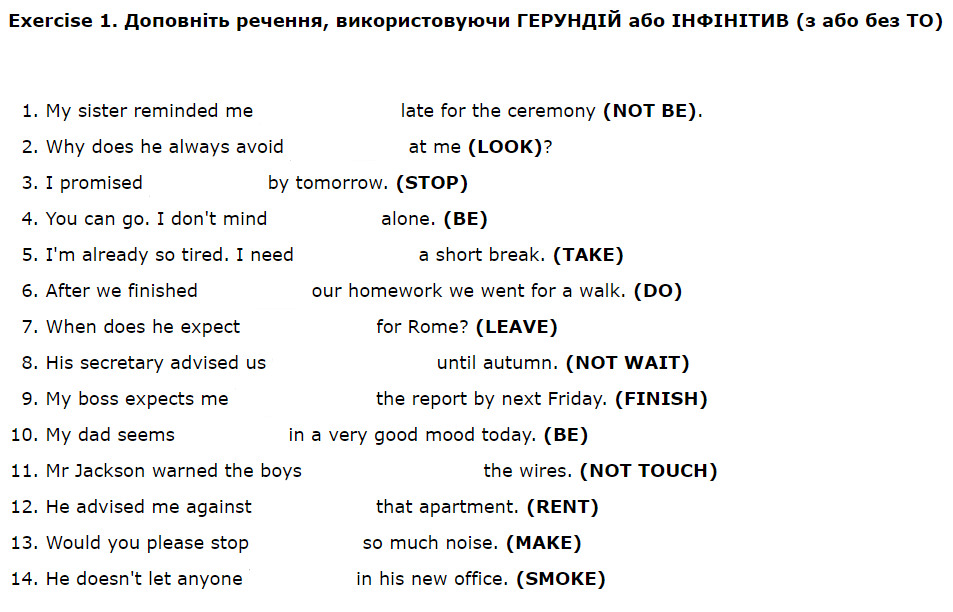 Exercise 1. Доповніть речення, використовуючи ГЕРУНДІЙ або ІНФІНІТИВ (з або без ТО)
1. My sister reminded me late for the ceremony (NOT BE).
2. Why does he always avoid at me (LOOK)?
3. I promised by tomorrow. (STOP)
4. You can go. I don't mind alone. (BE)
5. I'm already so tired. I need a short break. (TAKE)
6. After we finished our homework we went for a walk. (DO)
7. When does he expect for Rome? (LEAVE)
8. His secretary advised us until autumn. (NOT WAIT)
9. My boss expects me the report by next Friday. (FINISH)
10. My dad seems in a very good mood today. (BE)
11. Mr Jackson warned the boys the wires. (NOT TOUCH)
12. He advised me against that apartment. (RENT)
13. Would you please stop so much noise. (MAKE)
14. He doesn't let anyone in his new office. (SMOKE)